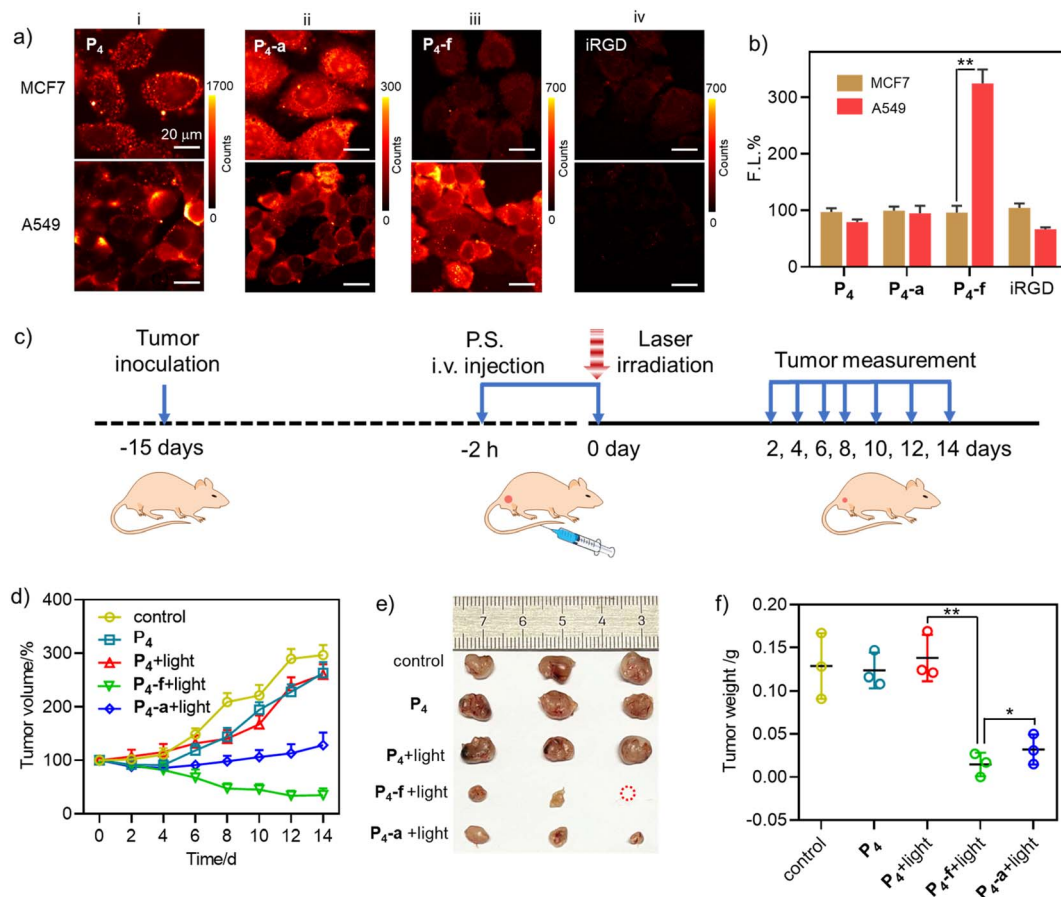 a)
i
ii
iii
iv
P4
P4-a
P4-f
iRGD
MCF7
A549
20 μm
1700
Counts
0
300
Counts
0
700
Counts
0
700
Counts
0
b)
F.L.%
300
200
100
0
MCF7
A549
**
P4
P4-a
P4-f
iRGD
c)
Tumor
inoculation
P.S.
i.v. injection
Laser
irradiation
Tumor measurement
-15 days
-2 h
0 day
2, 4, 6, 8, 10, 12, 14 days
d)
Tumor volume/%
400
300
200
100
0
control
P4
P4+light
P4-f+light
P4-a+light
0 2 4 6 8 10 12 14
Time/d
e)
7 6 5 4 3
control
P4
P4+light
P4-f +light
P4-a +light
f)
Tumor weight /g
0.20
0.15
0.10
0.05
0.00
-0.05
**
*
control
P4
P4+light
P4-f+light
P4-a+light